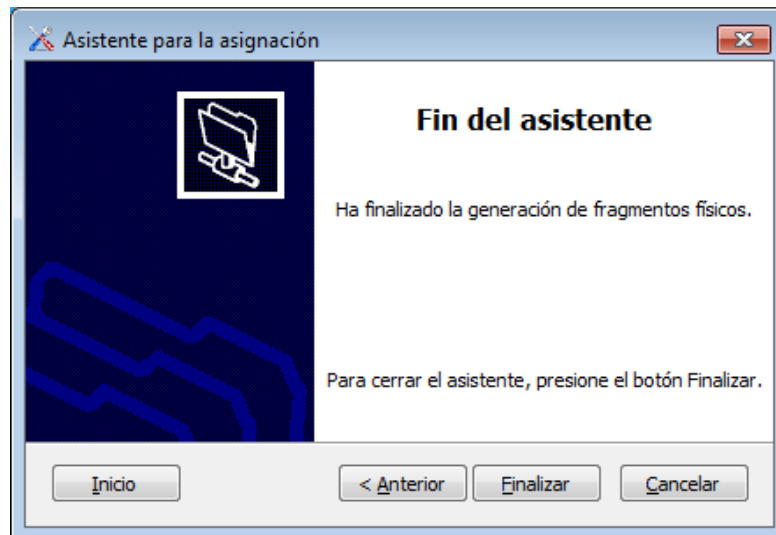 Asistente para la asignación
Fin del asistente
Ha finalizado la generación de fragmentos físicos.
Para cerrar el asistente, presione el botón Finalizar.
Inicio
< Anterior
Finalizar
Cancelar